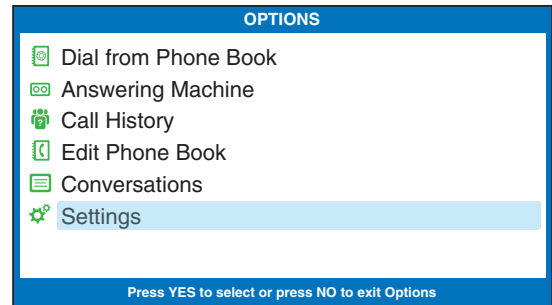 OPTIONS
Dial from Phone Book
Answering Machine
Call History
Edit Phone Book
Conversations
Settings
Press YES to select or press NO to exit Options